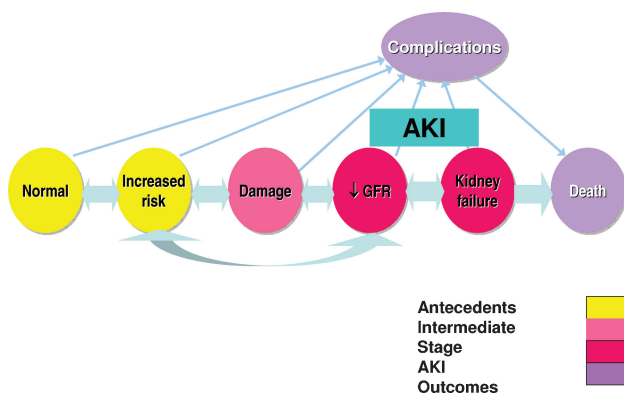 Complications
AKI
Normal
Increased
risk
Damage
↓ GFR
Kidney
failure
Death
Antecedents
Intermediate
Stage
AKI
Outcomes